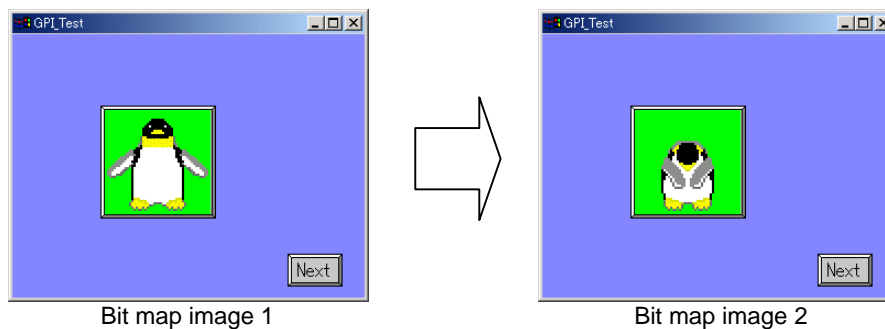 GPI_Test
GPI_Test
Next
Next
Bit map image 1
Bit map image 2